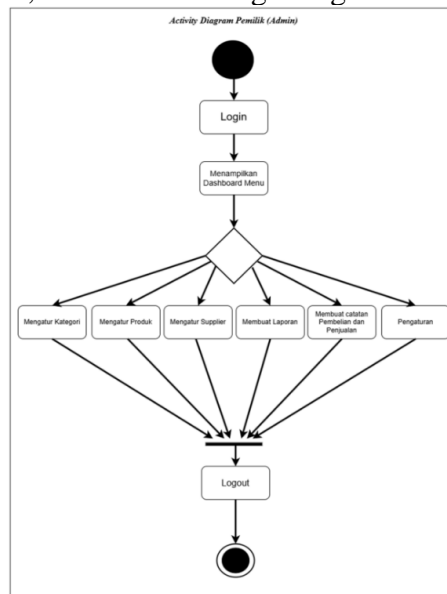 Activity Diagram Pemilik (Admin)
Login
Menampilkan
Dashboard Menu
Mengatur Kategori
Mengatur Produk
Mengatur Supplier
Membuat Laporan
Membuat catatan
Pembelian dan
Penjualan
Pengaturan
Logout